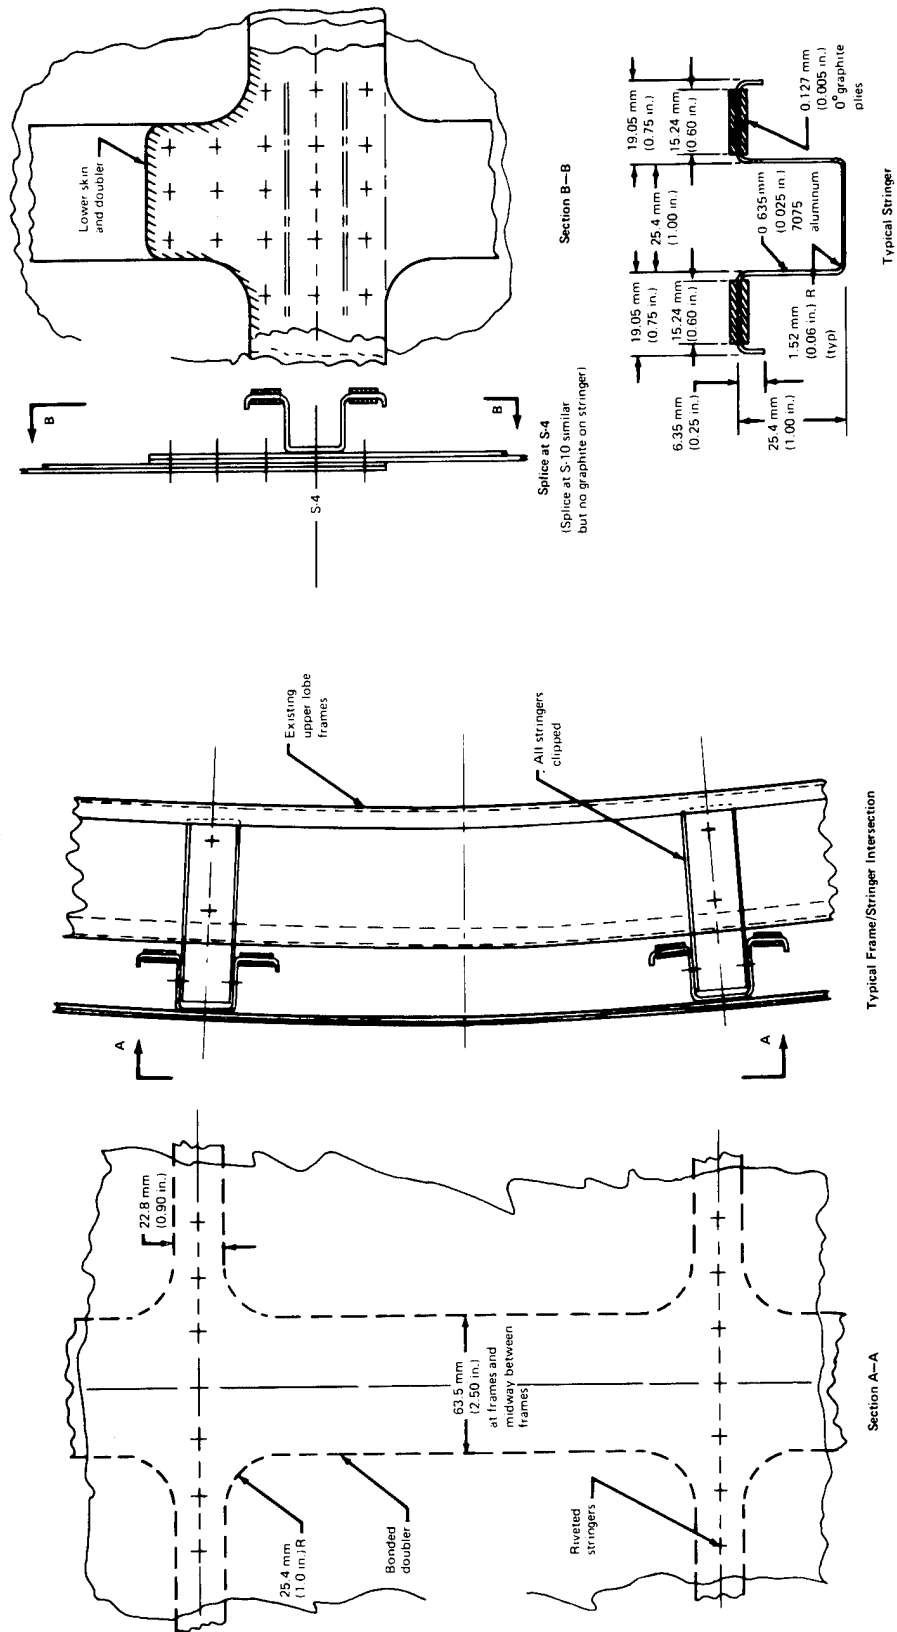 A
A
22.8 mm
(0.90 in.)
63.5 mm
(2.50 in.)
at frames and
midway between
frames
25.4 mm
(1.0 in.) R
Bonded
doubler
Riveted
stringers
Section A–A
Existing
upper lobe
frames
All stringers
clipped
Typical Frame/Stringer Intersection
B
B
S-4
Splice at S-4
(Splice at S-10 similar
but no graphite on stringer)
Lower skin
and doubler
Section B–B
19.05 mm
(0.75 in.)
15.24 mm
(0.60 in.)
25.4 mm
(1.00 in.)
19.05 mm
(0.75 in.)
15.24 mm
(0.60 in.)
6.35 mm
(0.25 in.)
25.4 mm
(1.00 in.)
1.52 mm
(0.06 in.) R
(typ)
0 635 mm
(0 025 in.)
7075
aluminum
0.127 mm
(0.005 in.)
0° graphite
plies
Typical Stringer